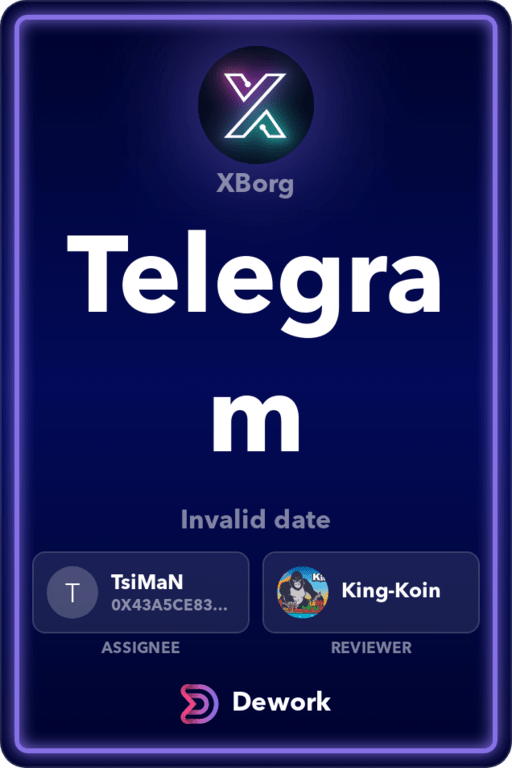 XBorg
Telegra
m
Invalid date
T
TsiMaN
0X43A5CE83...
King-Koin
ASSIGNEE
REVIEWER
Dework